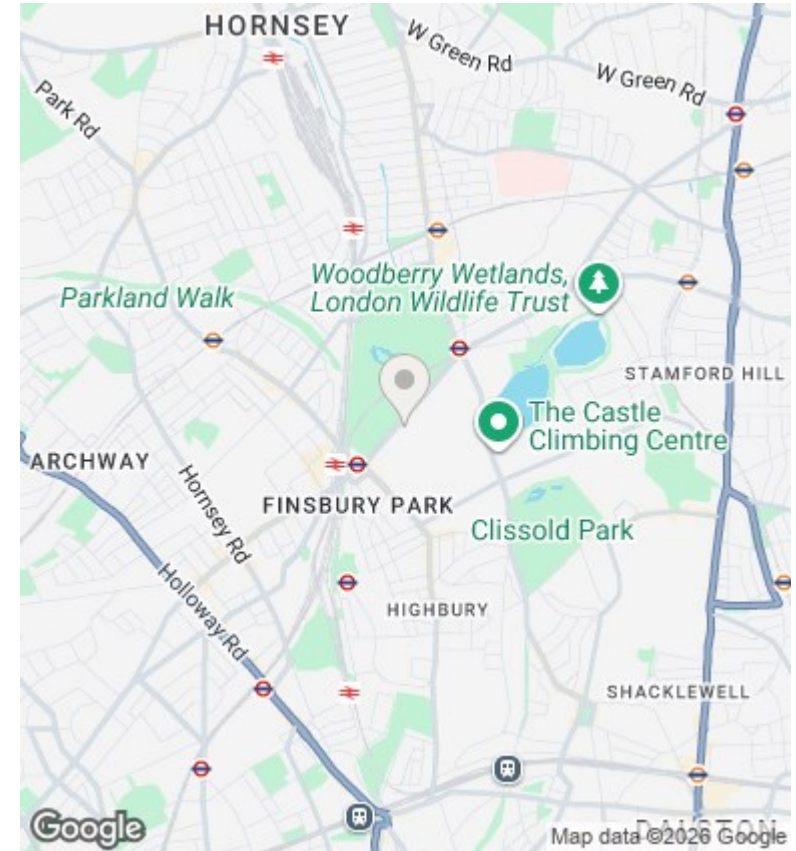 HORNSEY
W Green Rd
W Green Rd
Park Rd
Woodberry Wetlands,
London Wildlife Trust
Parkland Walk
STAMFORD HILL
The Castle
Climbing Centre
ARCHWAY
Hornsey Rd
FINSBURY PARK
Clissold Park
Holloway Rd
HIGHBURY
SHACKLEWELL
DALSTON
Google
Map data ©2026 Google